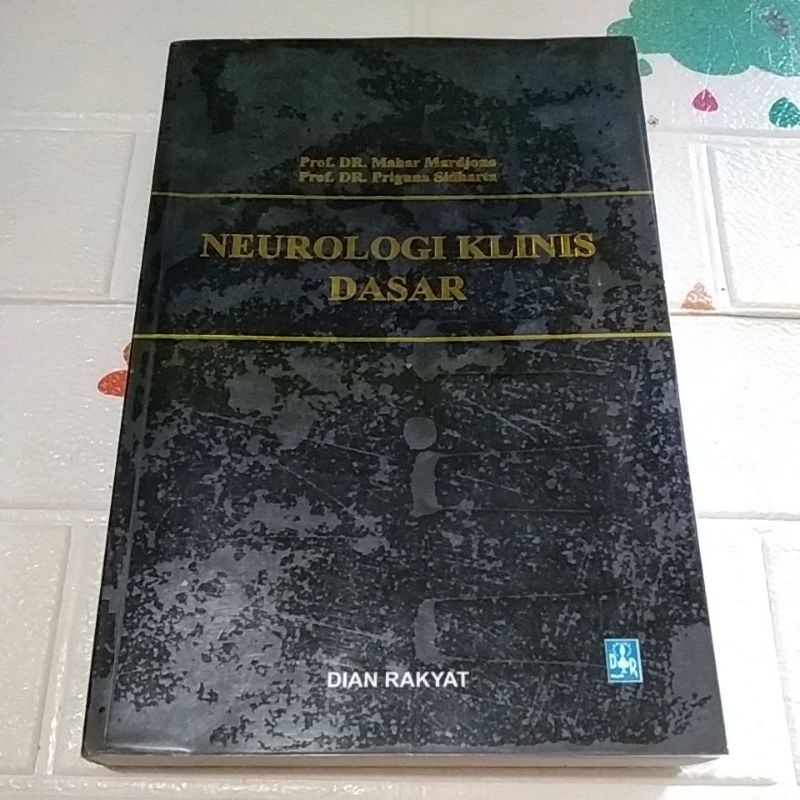 Prof. DR. Mahar Mardjono
Prof. DR. Priguna Sidharta
NEUROLOGI KLINIS
DASAR
DIAN RAKYAT
D R